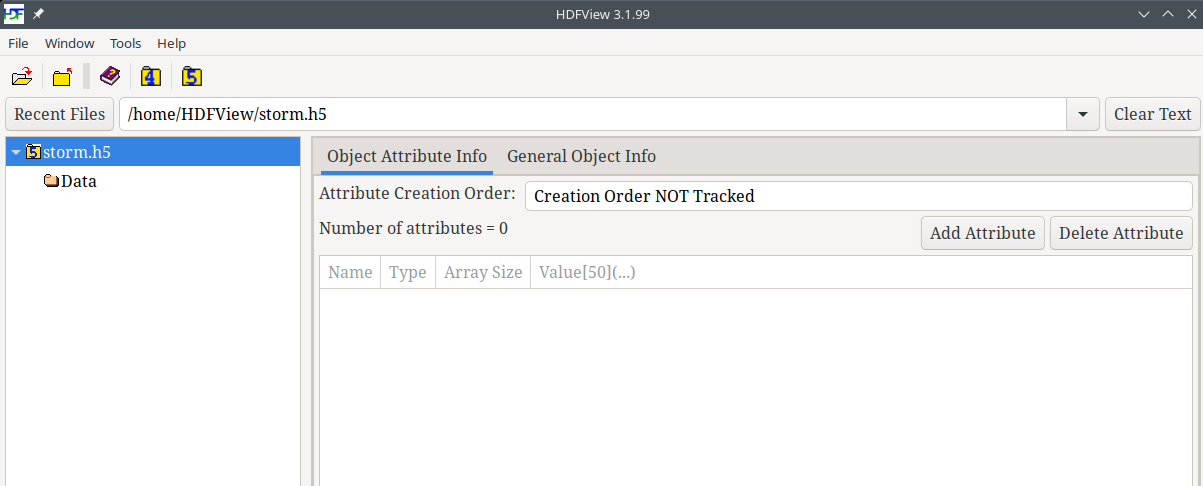 HDF
HDFView 3.1.99
File Window Tools Help
4 5
Recent Files /home/HDFView/storm.h5 Clear Text
5 storm.h5
Data
Object Attribute Info General Object Info
Attribute Creation Order: Creation Order NOT Tracked
Number of attributes = 0 Add Attribute Delete Attribute
Name Type Array Size Value[50](...)